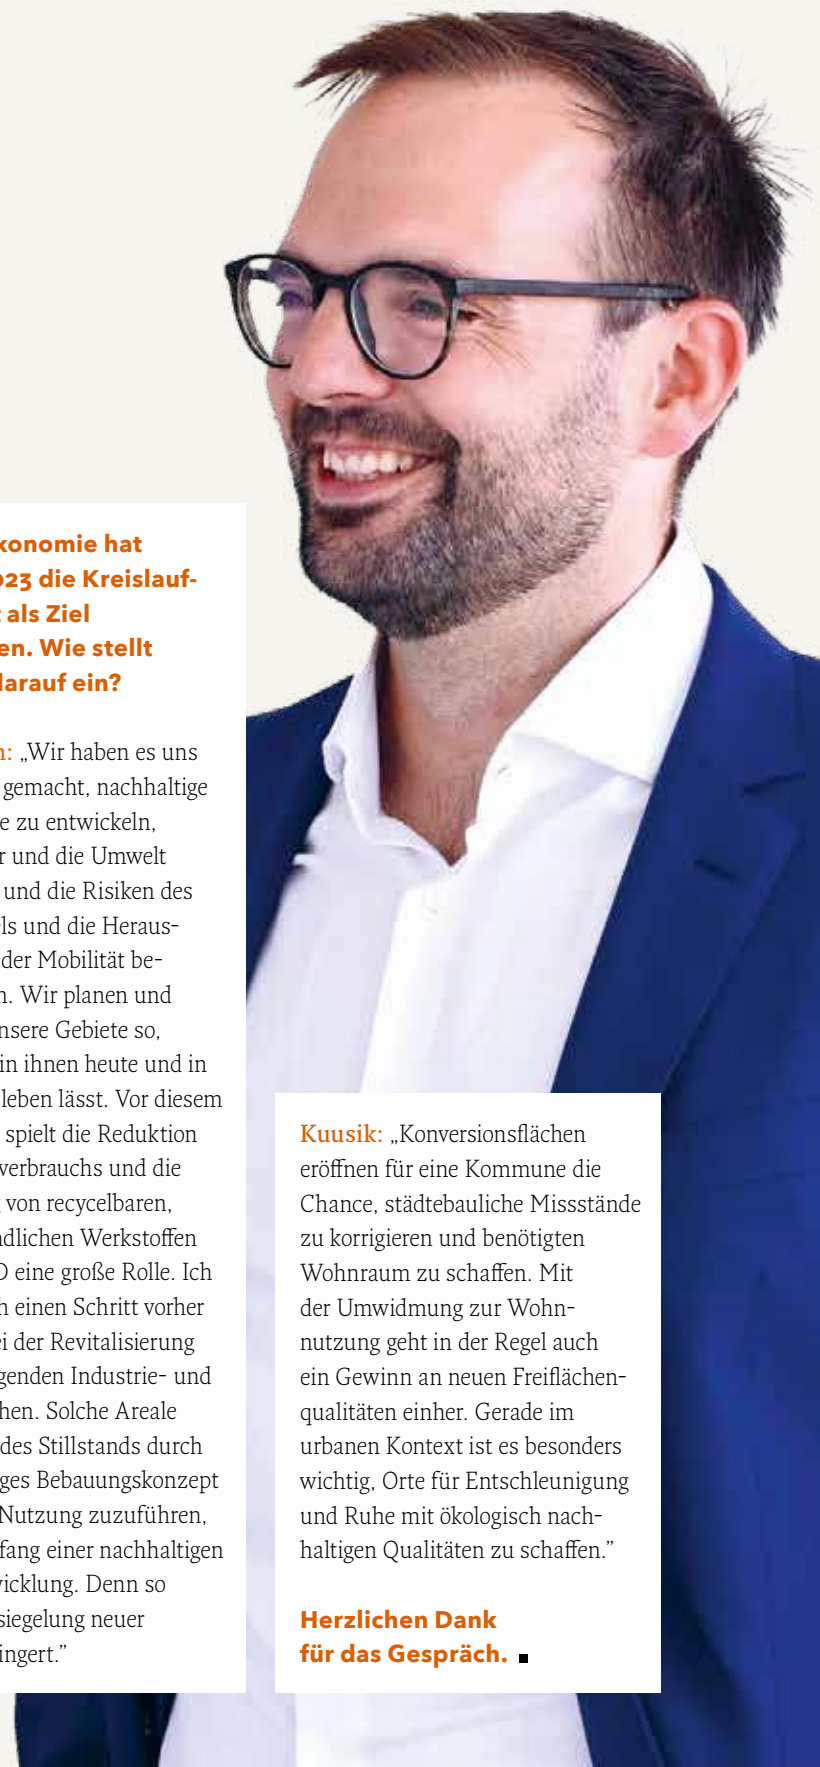 konomie hat
023 die Kreislauf-
als Ziel
en. Wie stellt
darauf ein?
n: „Wir haben es uns
gemacht, nachhaltige
e zu entwickeln,
r und die Umwelt
und die Risiken des
els und die Heraus-
der Mobilität be-
n. Wir planen und
nsere Gebiete so,
in ihnen heute und in
leben lässt. Vor diesem
spielt die Reduktion
verbrauchs und die
von recycelbaren,
ndlichen Werkstoffen
eine große Rolle. Ich
h einen Schritt vorher
ei der Revitalisierung
genden Industrie- und
hen. Solche Areale
des Stillstands durch
ges Bebauungskonzept
Nutzung zuzuführen,
fang einer nachhaltigen
wicklung. Denn so
siegelung neuer
ingert.”
Kuusik: „Konversionsflächen
eröffnen für eine Kommune die
Chance, städtebauliche Missstände
zu korrigieren und benötigten
Wohnraum zu schaffen. Mit
der Umwidmung zur Wohn-
nutzung geht in der Regel auch
ein Gewinn an neuen Freiflächen-
qualitäten einher. Gerade im
urbanen Kontext ist es besonders
wichtig, Orte für Entschleunigung
und Ruhe mit ökologisch nach-
haltigen Qualitäten zu schaffen.”
Herzlichen Dank
für das Gespräch.